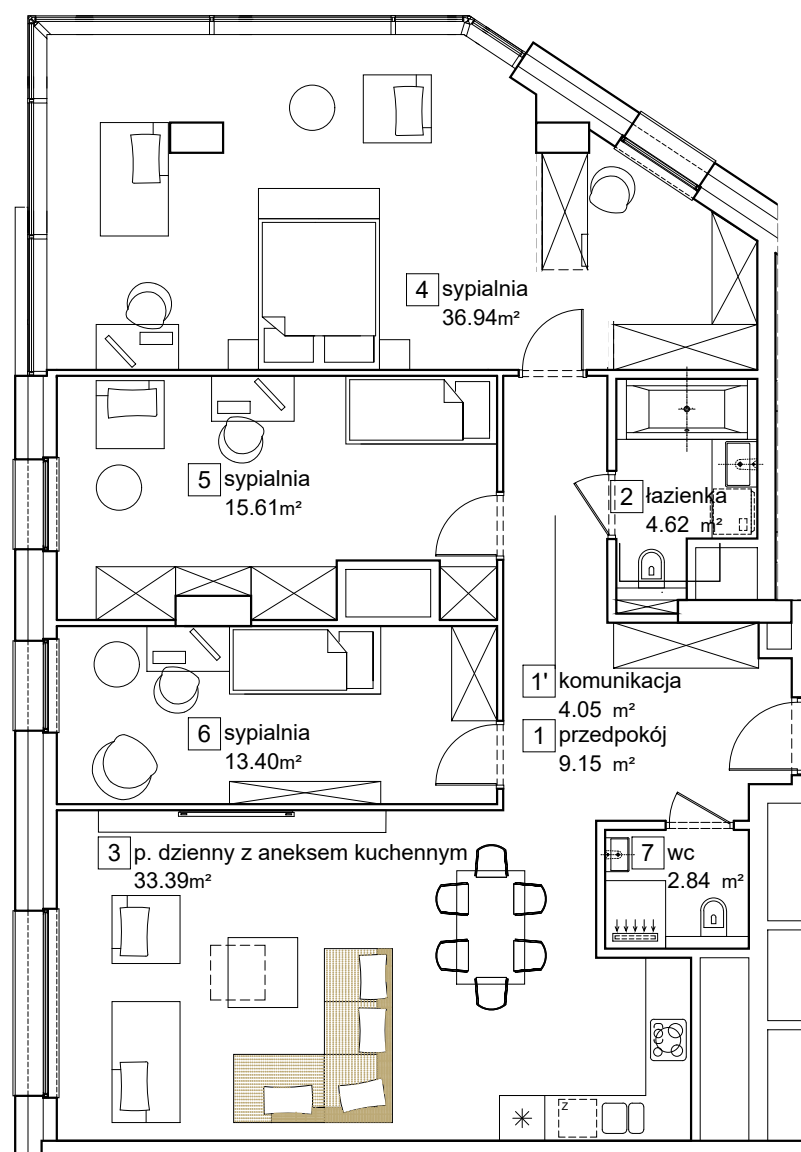 4 sypialnia
36.94m²
5 sypialnia
15.61m²
2 łazienka
4.62 m²
1' komunikacja
4.05 m²
1 przedpokój
9.15 m²
6 sypialnia
13.40m²
3 p. dzienny z aneksem kuchennym
33.39m²
7 wc
2.84 m²
z